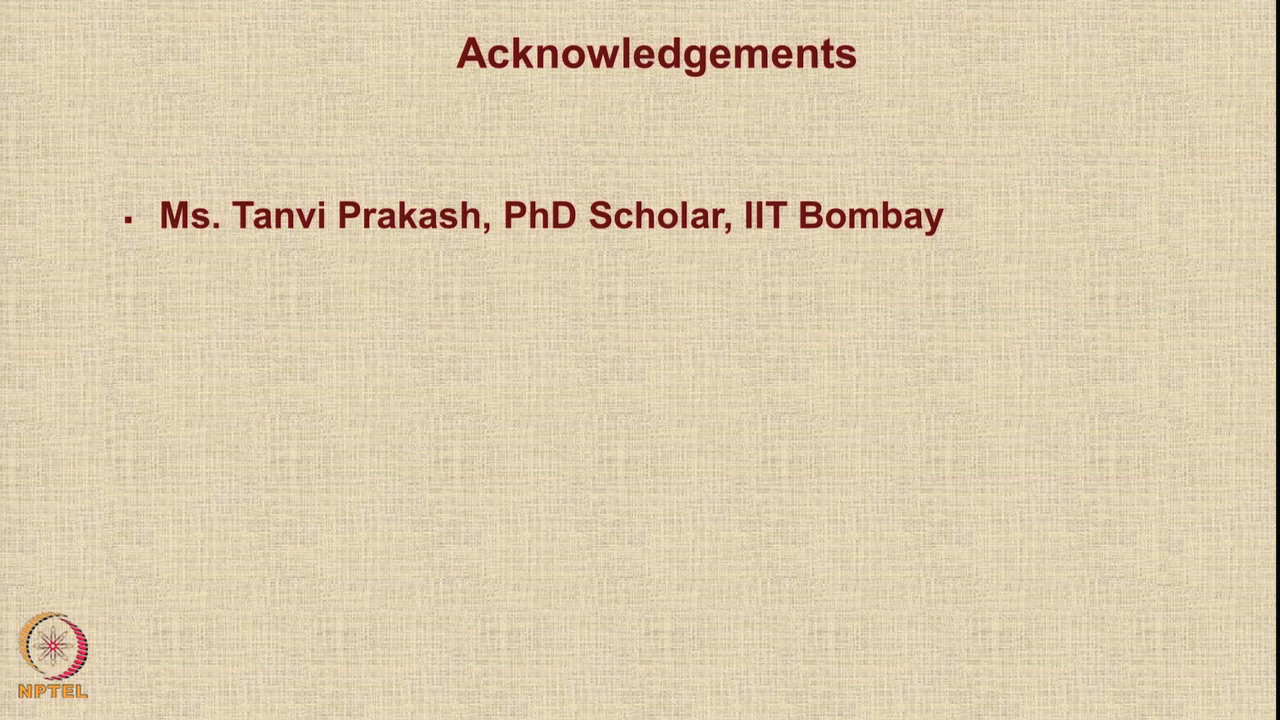 Acknowledgements
▪ Ms. Tanvi Prakash, PhD Scholar, IIT Bombay
NPTEL